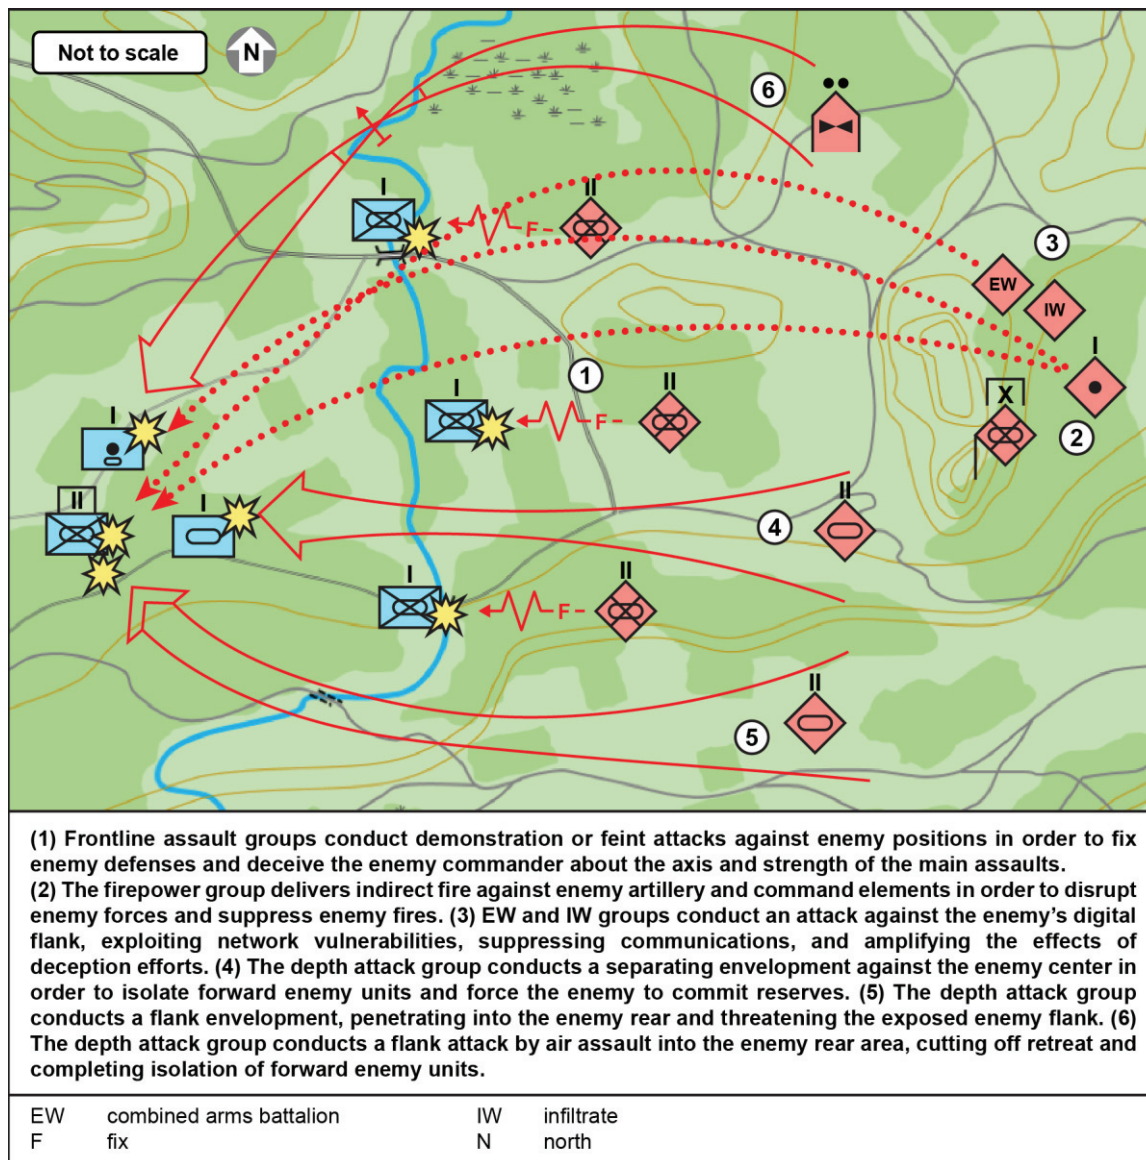 Not to scale
N
6
I
II
F
3
EW
IW
I
1
I
II
F
X
2
I
II
I
II
4
I
II
F
II
5
(1) Frontline assault groups conduct demonstration or feint attacks against enemy positions in order to fix
enemy defenses and deceive the enemy commander about the axis and strength of the main assaults.
(2) The firepower group delivers indirect fire against enemy artillery and command elements in order to disrupt
enemy forces and suppress enemy fires. (3) EW and IW groups conduct an attack against the enemy’s digital
flank, exploiting network vulnerabilities, suppressing communications, and amplifying the effects of
deception efforts. (4) The depth attack group conducts a separating envelopment against the enemy center in
order to isolate forward enemy units and force the enemy to commit reserves. (5) The depth attack group
conducts a flank envelopment, penetrating into the enemy rear and threatening the exposed enemy flank. (6)
The depth attack group conducts a flank attack by air assault into the enemy rear area, cutting off retreat and
completing isolation of forward enemy units.
EW combined arms battalion IW infiltrate
F fix N north